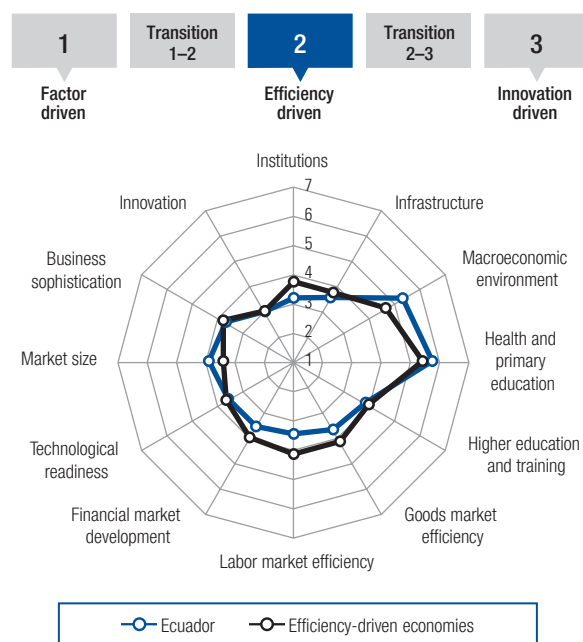 1
Transition
1–2
2
Transition
2–3
3
Factor
driven
Efficiency
driven
Innovation
driven
Institutions
7
6
5
4
3
2
1
Infrastructure
Macroeconomic
environment
Health and
primary
education
Higher education
and training
Goods market
efficiency
Labor market efficiency
Financial market
development
Technological
readiness
Market size
Business
sophistication
Innovation
Ecuador
Efficiency-driven economies